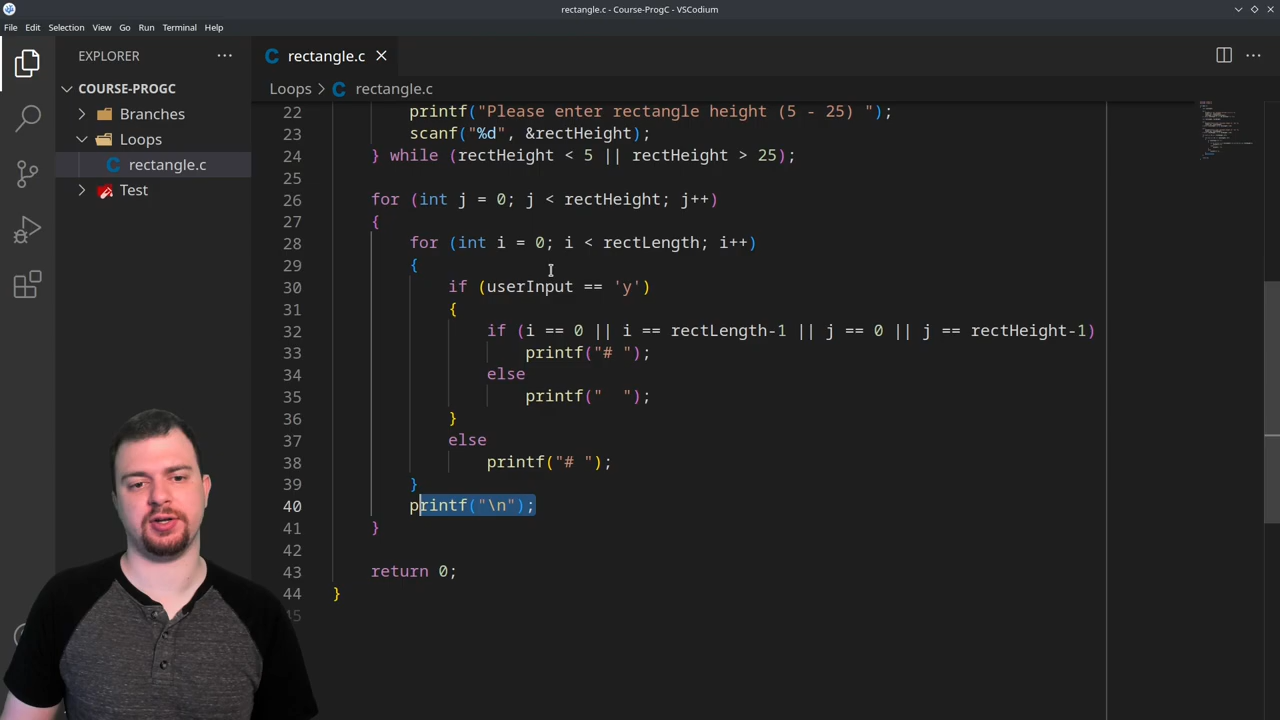 rectangle.c - Course-ProgC - VSCodium
File Edit Selection View Go Run Terminal Help
EXPLORER
rectangle.c
COURSE-PROGC
Loops rectangle.c
Branches
Loops
rectangle.c
Test
22 printf("Please enter rectangle height (5 - 25) ");
23 scanf("%d", &rectHeight);
24 } while (rectHeight < 5 || rectHeight > 25);
25
26 for (int j = 0; j < rectHeight; j++)
27 {
28 for (int i = 0; i < rectLength; i++)
29 {
30 if (userInput == 'y')
31 {
32 if (i == 0 || i == rectLength-1 || j == 0 || j == rectHeight-1)
33 printf("# ");
34 else
35 printf("  ");
36 }
37 else
38 printf("# ");
39 }
40 printf("\n");
41 }
42
43 return 0;
44 }
45